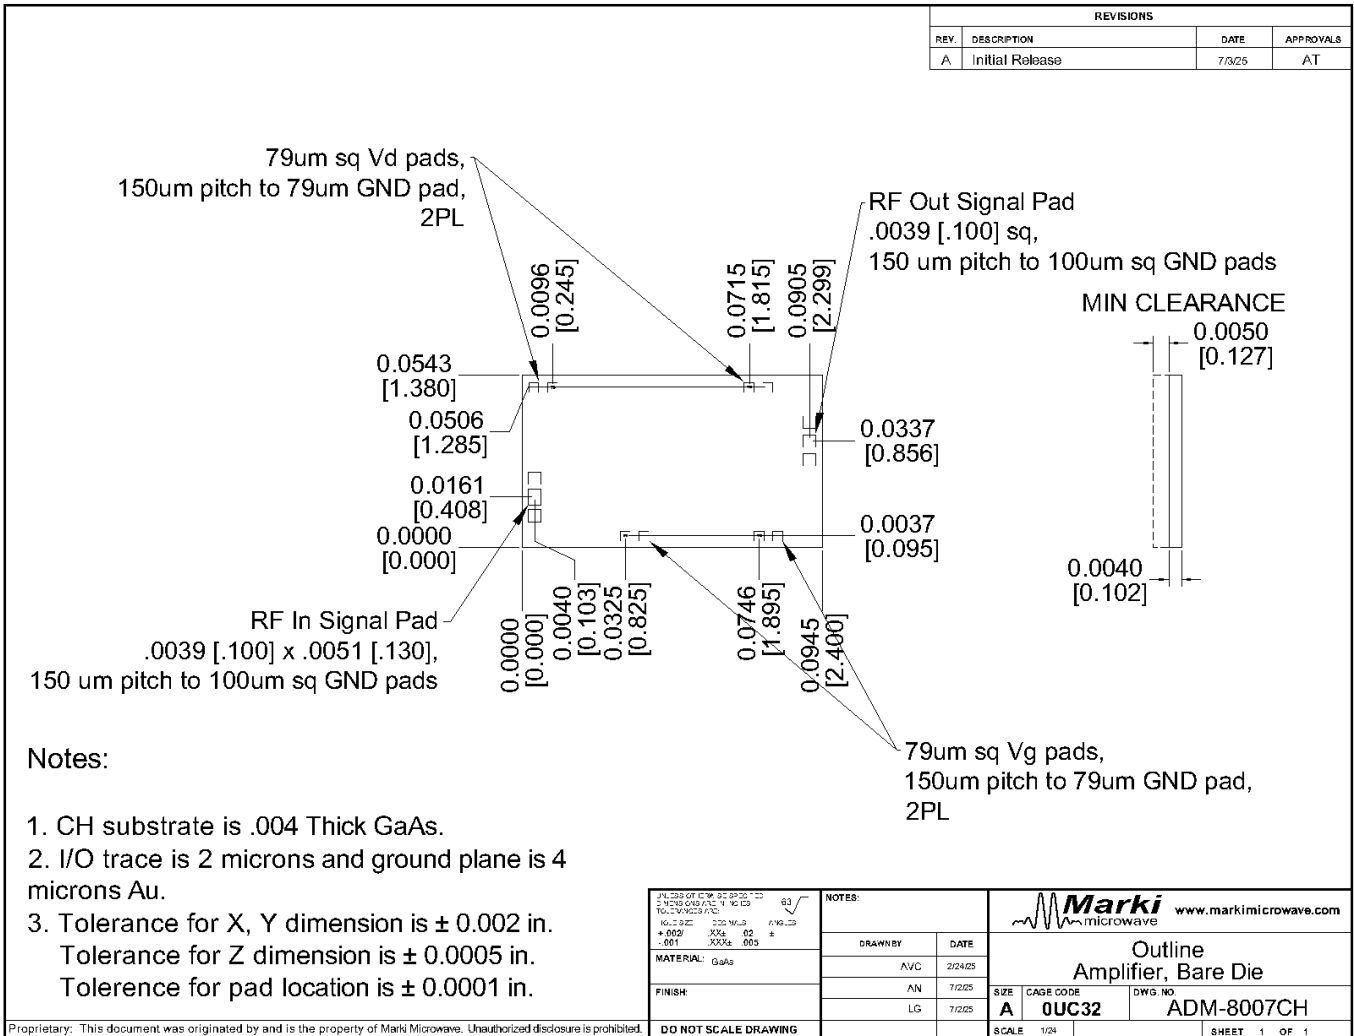 REVISIONS
REV. DESCRIPTION DATE APPROVALS
A Initial Release 7/3/25 AT
79um sq Vd pads,
150um pitch to 79um GND pad,
2PL
RF Out Signal Pad
.0039 [.100] sq,
150 um pitch to 100um sq GND pads
MIN CLEARANCE
0.0050
[0.127]
0.0096
[0.245]
0.0715
[1.815]
0.0905
[2.299]
0.0543
[1.380]
0.0506
[1.285]
0.0337
[0.856]
0.0161
[0.408]
0.0000
[0.000]
0.0037
[0.095]
0.0040
[0.102]
0.0000
[0.000]
0.0040
[0.103]
0.0325
[0.825]
0.0746
[1.895]
0.0945
[2.400]
RF In Signal Pad
.0039 [.100] x .0051 [.130],
150 um pitch to 100um sq GND pads
79um sq Vg pads,
150um pitch to 79um GND pad,
2PL
Notes:
1. CH substrate is .004 Thick GaAs.
2. I/O trace is 2 microns and ground plane is 4
microns Au.
3. Tolerance for X, Y dimension is ± 0.002 in.
Tolerance for Z dimension is ± 0.0005 in.
Tolerence for pad location is ± 0.0001 in.
63
+.002/ .XX± .02 ±
-.001 .XXX± .005
MATERIAL: GaAs
FINISH:
DO NOT SCALE DRAWING
NOTES:
DRAWN BY DATE
AVC 2/24/25
AN 7/2/25
LG 7/2/25
Marki
microwave
www.markimicrowave.com
Outline
Amplifier, Bare Die
SIZE CAGE CODE DWG. NO.
A 0UC32 ADM-8007CH
SCALE 1/24 SHEET 1 OF 1
Proprietary: This document was originated by and is the property of Marki Microwave. Unauthorized disclosure is prohibited.